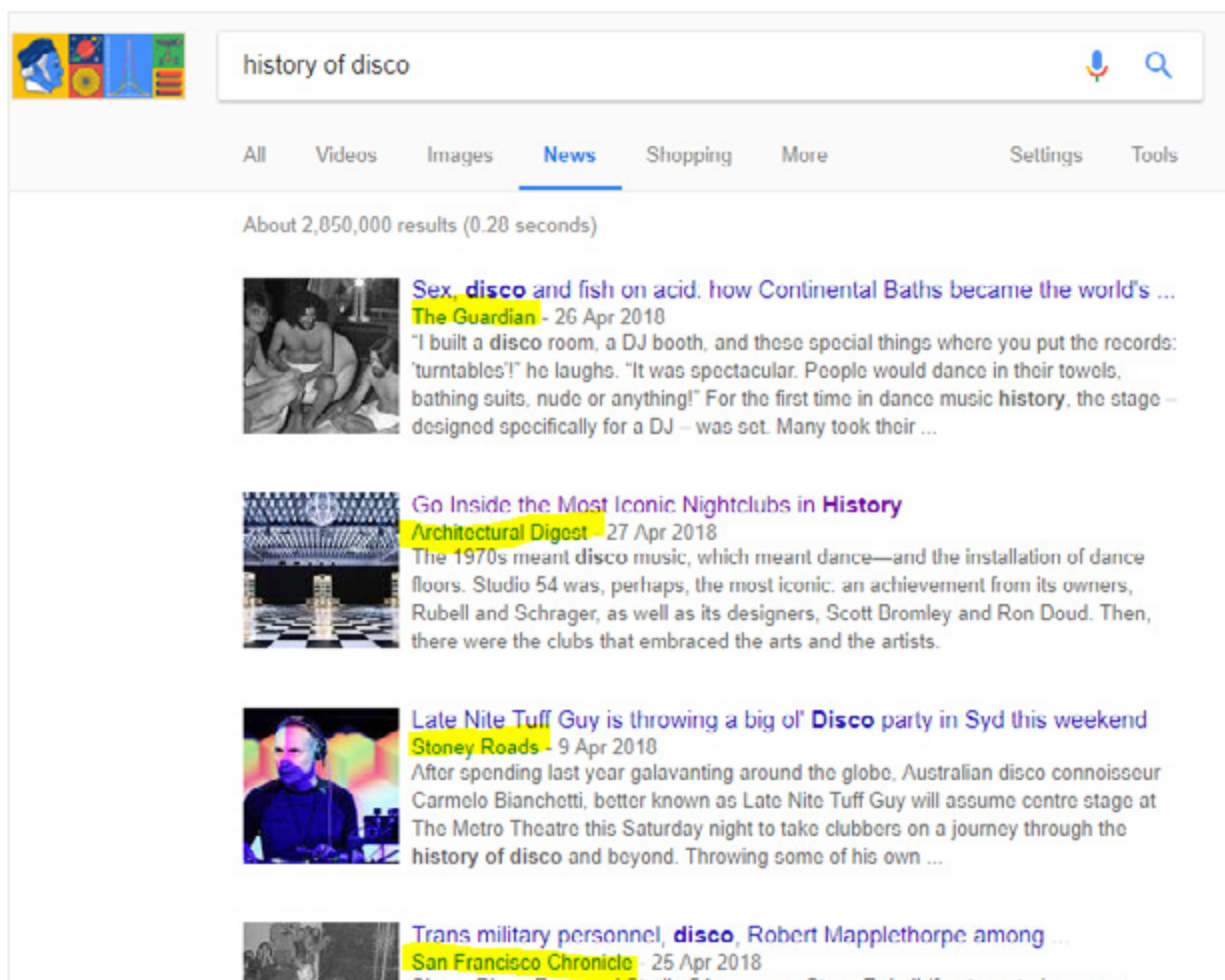 history of disco
All Videos Images News Shopping More Settings Tools
About 2,850,000 results (0.28 seconds)
Sex, disco and fish on acid. how Continental Baths became the world's ...
The Guardian - 26 Apr 2018
"I built a disco room, a DJ booth, and these special things where you put the records:
'turntables'!" he laughs. "It was spectacular. People would dance in their towels,
bathing suits, nude or anything!" For the first time in dance music history, the stage –
designed specifically for a DJ – was set. Many took their ...
Go Inside the Most Iconic Nightclubs in History
Architectural Digest - 27 Apr 2018
The 1970s meant disco music, which meant dance—and the installation of dance
floors. Studio 54 was, perhaps, the most iconic. an achievement from its owners,
Rubell and Schrager, as well as its designers, Scott Bromley and Ron Doud. Then,
there were the clubs that embraced the arts and the artists.
Late Nite Tuff Guy is throwing a big ol' Disco party in Syd this weekend
Stoney Roads - 9 Apr 2018
After spending last year galavanting around the globe, Australian disco connoisseur
Carmelo Bianchetti, better known as Late Nite Tuff Guy will assume centre stage at
The Metro Theatre this Saturday night to take clubbers on a journey through the
history of disco and beyond. Throwing some of his own ...
Trans military personnel, disco, Robert Mapplethorpe among ...
San Francisco Chronicle - 25 Apr 2018